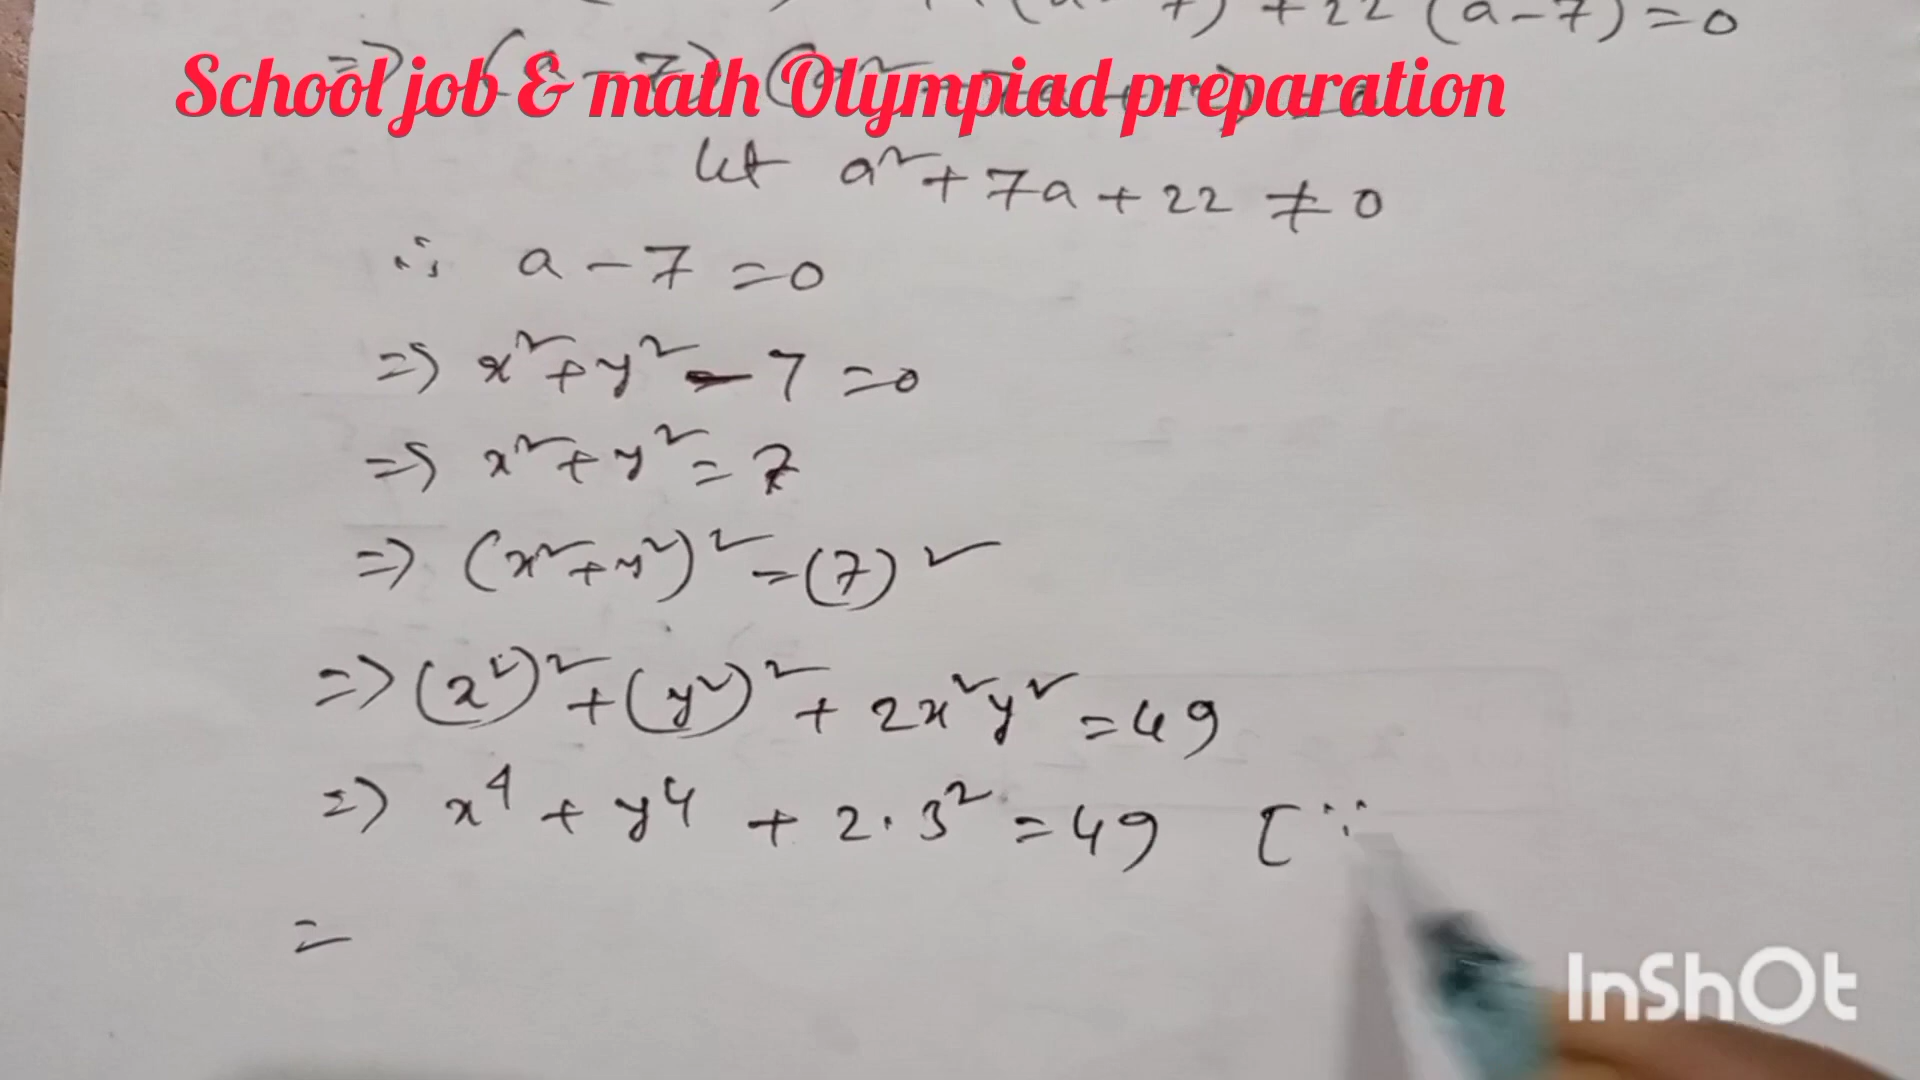 (a-7) + 22 (a-7) = 0
School job & math Olympiad preparation
let a² + 7a + 22 ≠ 0
∴ a - 7 = 0
=> x² + y² - 7 = 0
=> x² + y² = 7
=> (x² + y²)² = (7)²
=> (x²)² + (y²)² + 2x²y² = 49
=> x⁴ + y⁴ + 2·3² = 49 [∵
=
InShOt